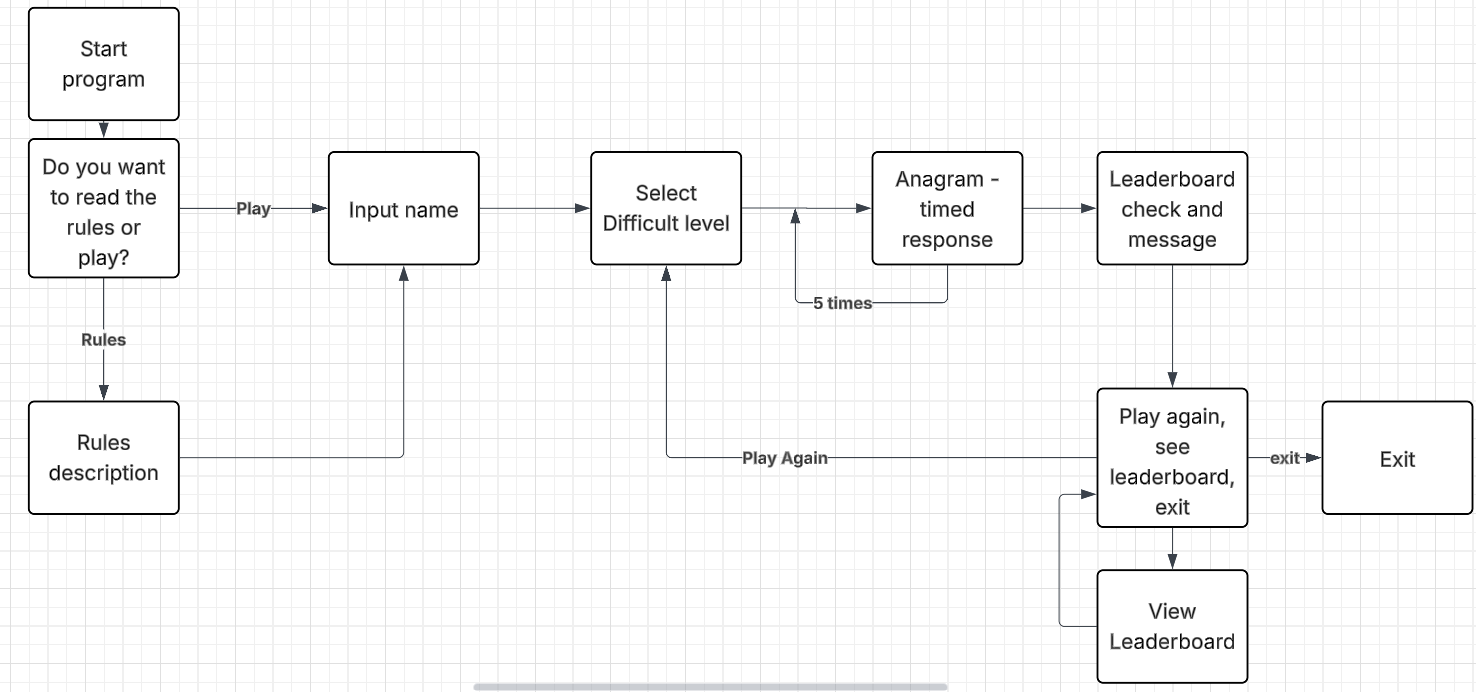 Start
program
Do you want
to read the
rules or
play?
Play
Input name
Select
Difficult level
Anagram -
timed
response
Leaderboard
check and
message
5 times
Rules
Rules
description
Play Again
Play again,
see
leaderboard,
exit
exit
Exit
View
Leaderboard